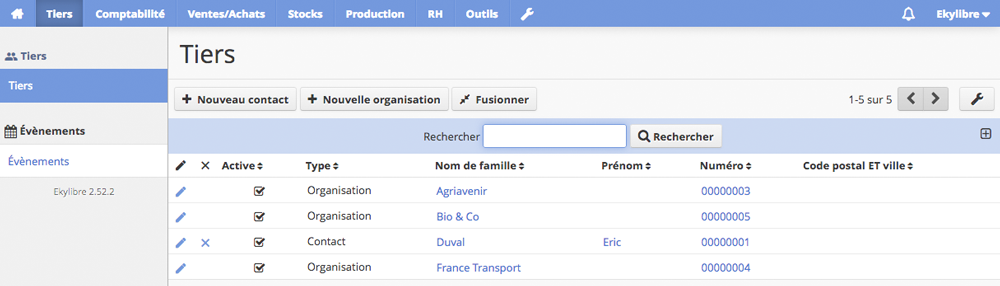 Tiers Comptabilité Ventes/Achats Stocks Production RH Outils Ekylibre
Tiers
Tiers
Évènements
Évènements
Ekylibre 2.52.2
Tiers
Nouveau contact Nouvelle organisation Fusionner 1-5 sur 5
Rechercher Rechercher
Active Type Nom de famille Prénom Numéro Code postal ET ville
Organisation Agriavenir 00000003
Organisation Bio & Co 00000005
Contact Duval Eric 00000001
Organisation France Transport 00000004